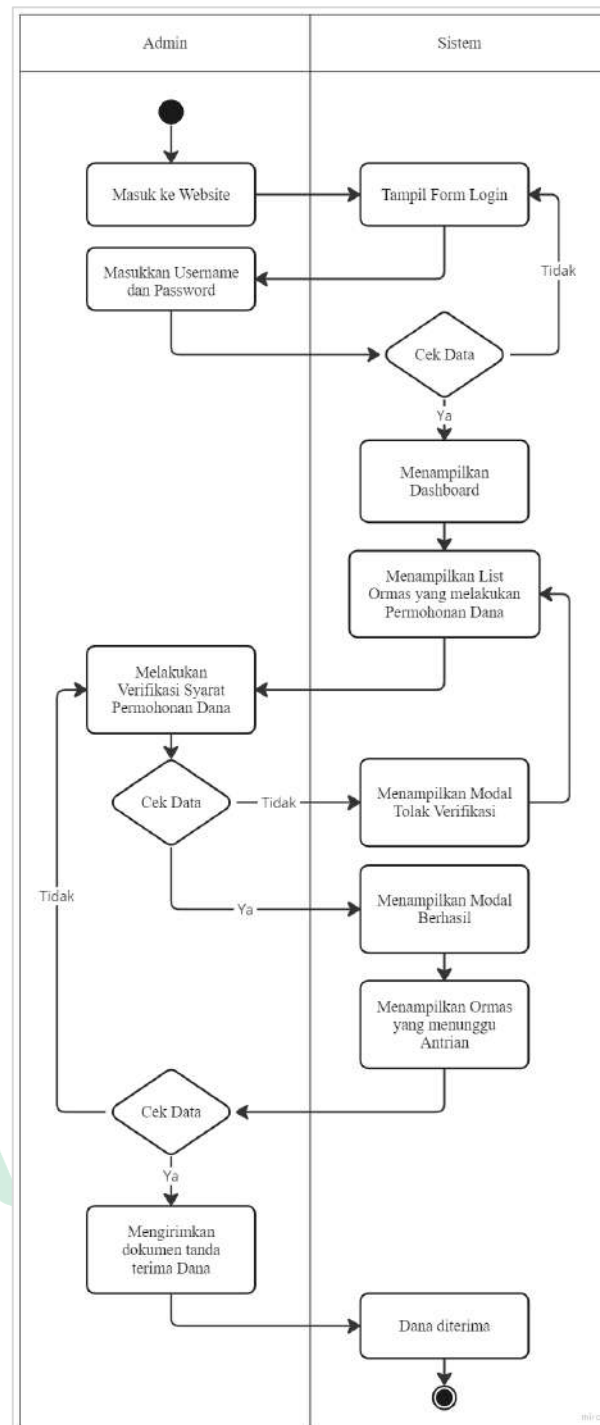 Admin
Sistem
Masuk ke Website
Tampil Form Login
Masukkan Username
dan Password
Tidak
Cek Data
Ya
Menampilkan
Dashboard
Menampilkan List
Ormas yang melakukan
Permohonan Dana
Melakukan
Verifikasi Syarat
Permohonan Dana
Cek Data
Tidak
Menampilkan Modal
Tolak Verifikasi
Tidak
Ya
Menampilkan Modal
Berhasil
Menampilkan Ormas
yang menunggu
Antrian
Cek Data
Ya
Mengirimkan
dokumen tanda
terima Dana
Dana diterima